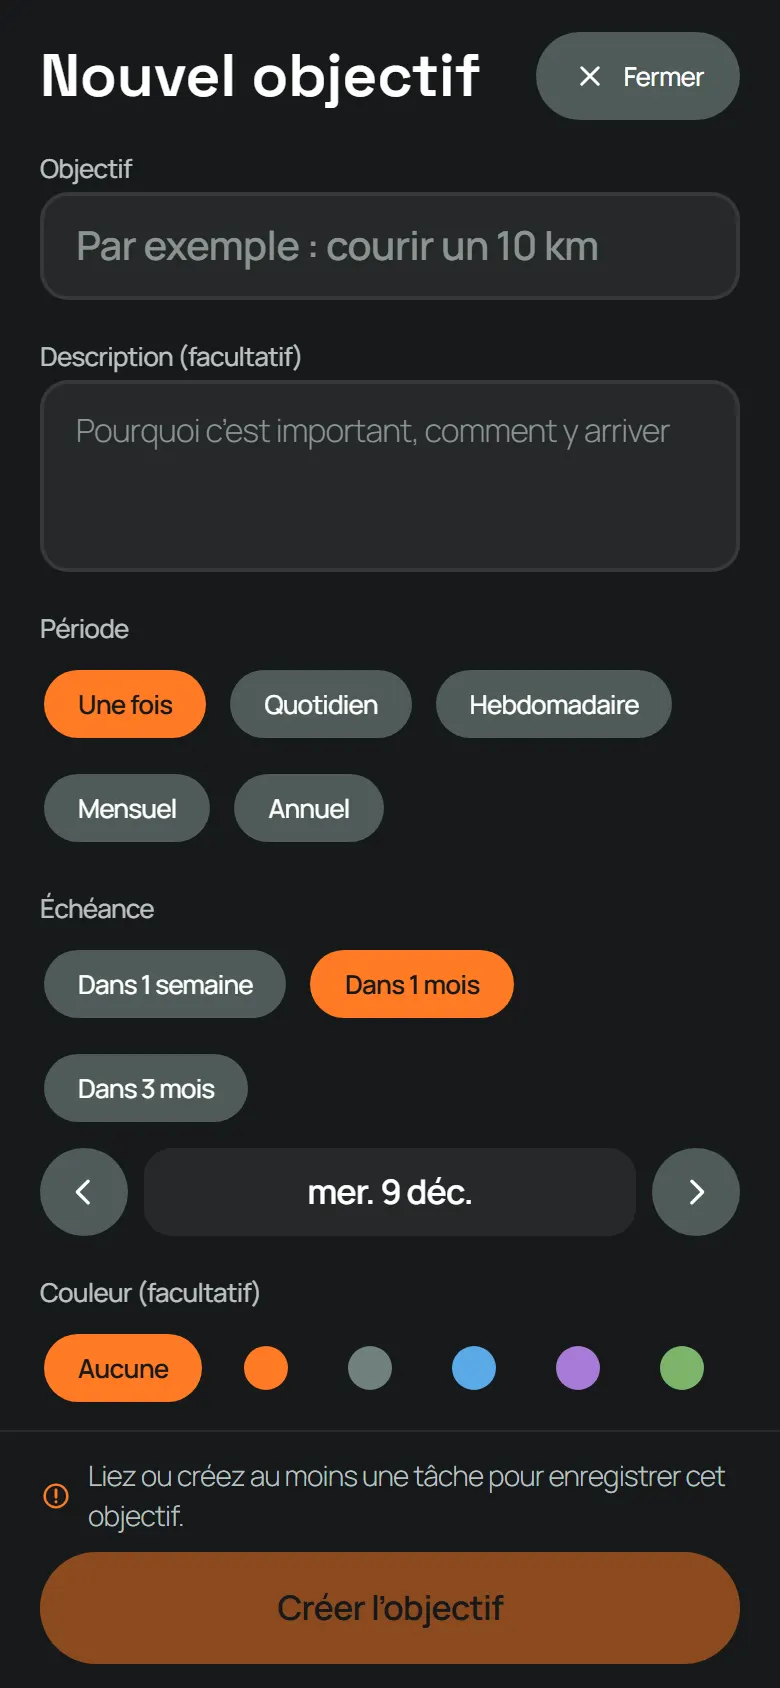 Nouvel objectif
Fermer
Objectif
Par exemple : courir un 10 km
Description (facultatif)
Pourquoi c’est important, comment y arriver
Période
Une fois
Quotidien
Hebdomadaire
Mensuel
Annuel
Échéance
Dans 1 semaine
Dans 1 mois
Dans 3 mois
mer. 9 déc.
Couleur (facultatif)
Aucune
Liez ou créez au moins une tâche pour enregistrer cet
objectif.
Créer l’objectif